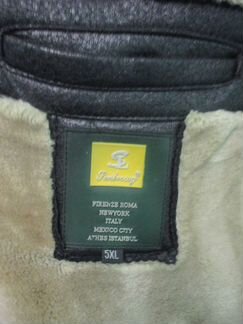 FIRENZE ROMA
NEWYORK
ITALY
MEXICO CITY
ATHES ISTANBUL
5XL